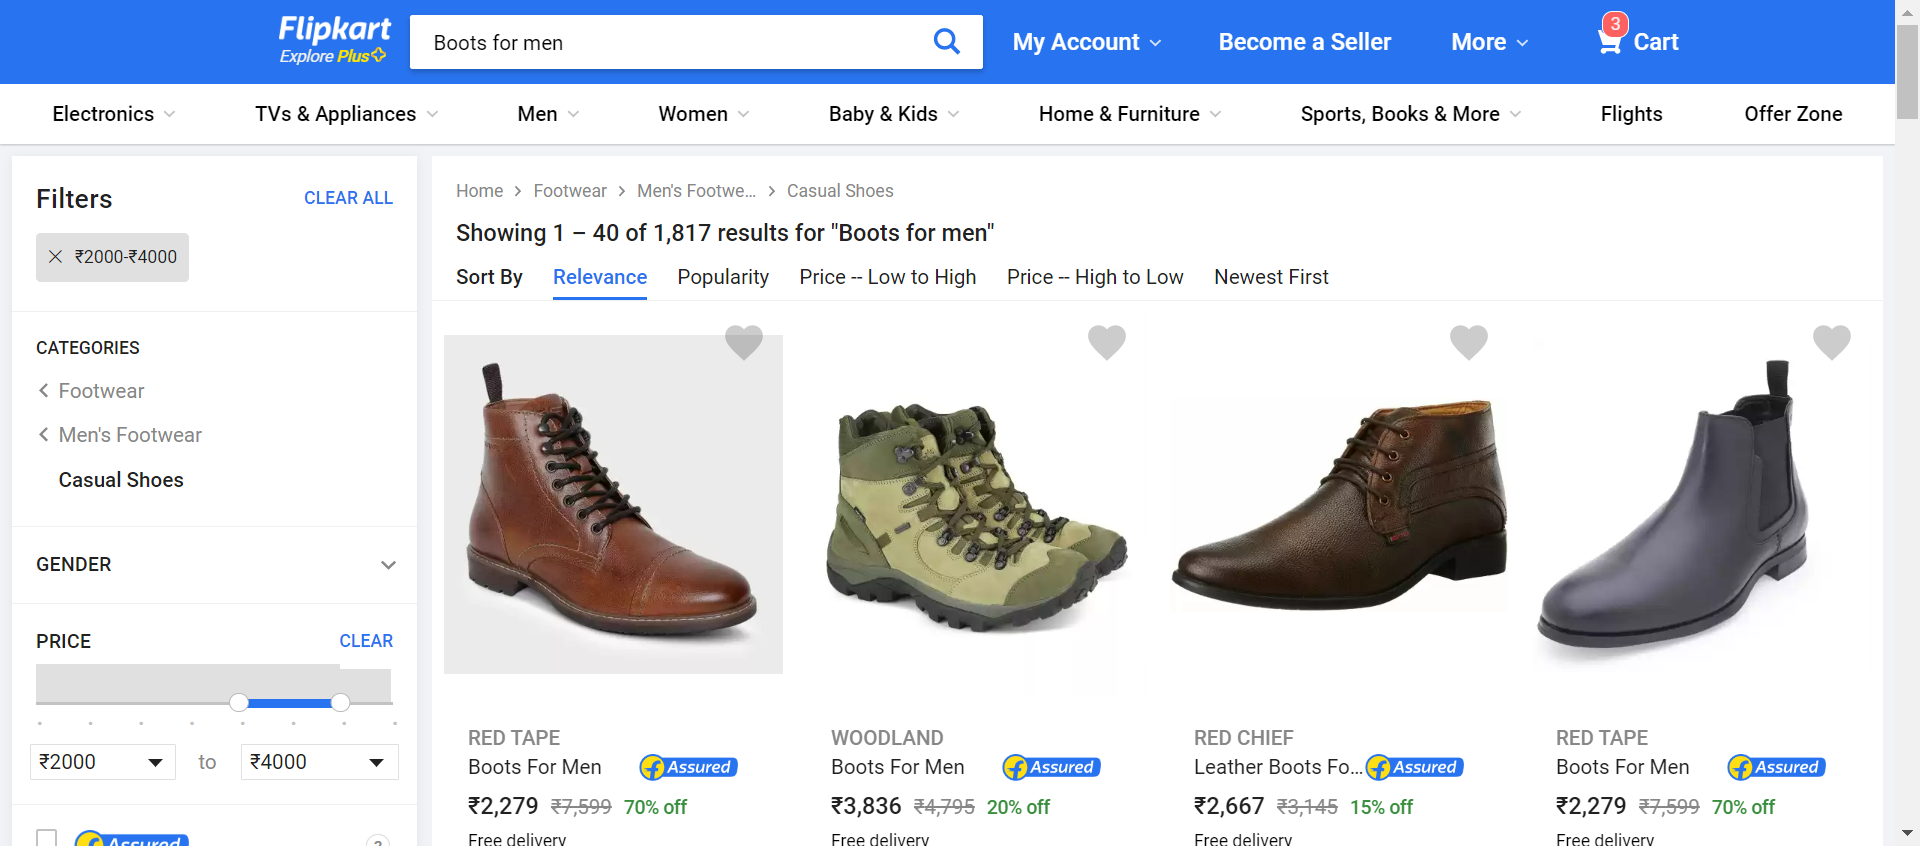 Flipkart
Explore Plus
Boots for men
My Account
Become a Seller
More
3
Cart
Electronics
TVs & Appliances
Men
Women
Baby & Kids
Home & Furniture
Sports, Books & More
Flights
Offer Zone
Filters
CLEAR ALL
₹2000-₹4000
CATEGORIES
Footwear
Men's Footwear
Casual Shoes
GENDER
PRICE
CLEAR
₹2000
to
₹4000
Assured
?
Home
Footwear
Men's Footwe...
Casual Shoes
Showing 1 – 40 of 1,817 results for "Boots for men"
Sort By
Relevance
Popularity
Price -- Low to High
Price -- High to Low
Newest First
RED TAPE
Boots For Men
Assured
₹2,279 ₹7,599 70% off
Free delivery
WOODLAND
Boots For Men
Assured
₹3,836 ₹4,795 20% off
Free delivery
RED CHIEF
Leather Boots Fo...
Assured
₹2,667 ₹3,145 15% off
Free delivery
RED TAPE
Boots For Men
Assured
₹2,279 ₹7,599 70% off
Free delivery